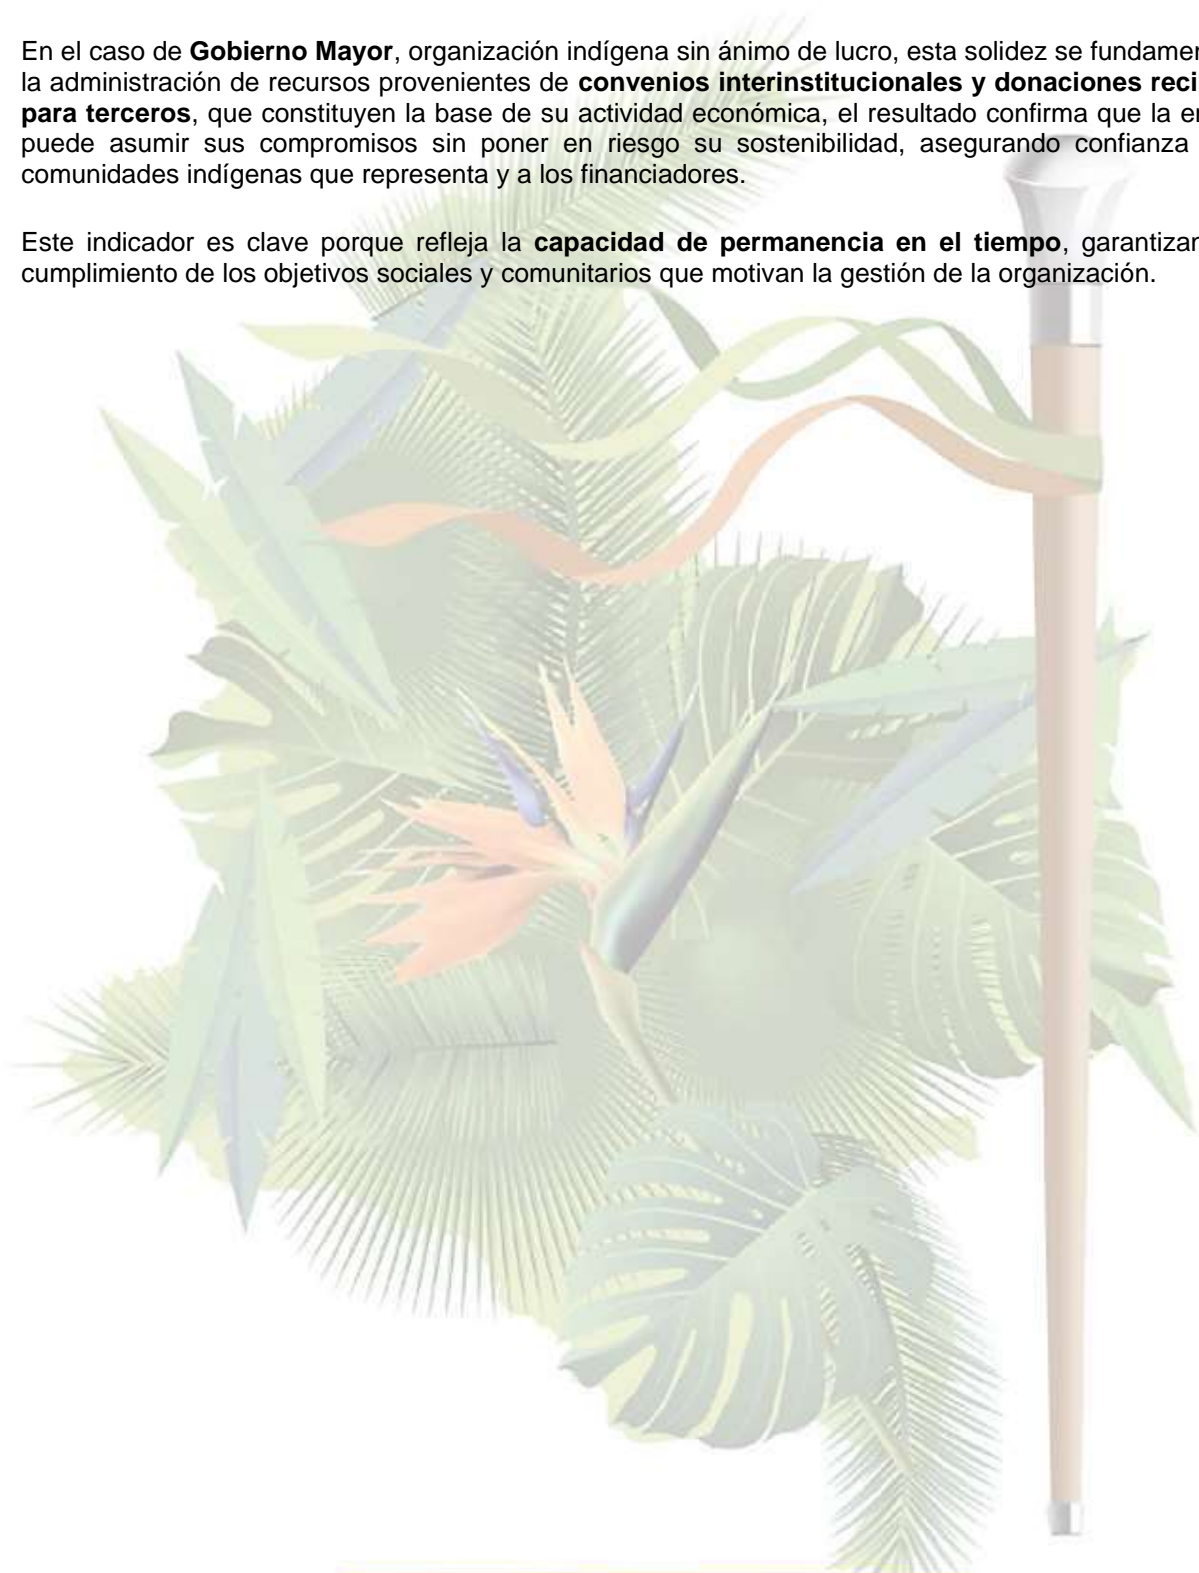 En el caso de Gobierno Mayor, organización indígena sin ánimo de lucro, esta solidez se fundamen
la administración de recursos provenientes de convenios interinstitucionales y donaciones reci
para terceros, que constituyen la base de su actividad económica, el resultado confirma que la e
puede asumir sus compromisos sin poner en riesgo su sostenibilidad, asegurando confianza
comunidades indígenas que representa y a los financiadores.
Este indicador es clave porque refleja la capacidad de permanencia en el tiempo, garantiza
cumplimiento de los objetivos sociales y comunitarios que motivan la gestión de la organización.